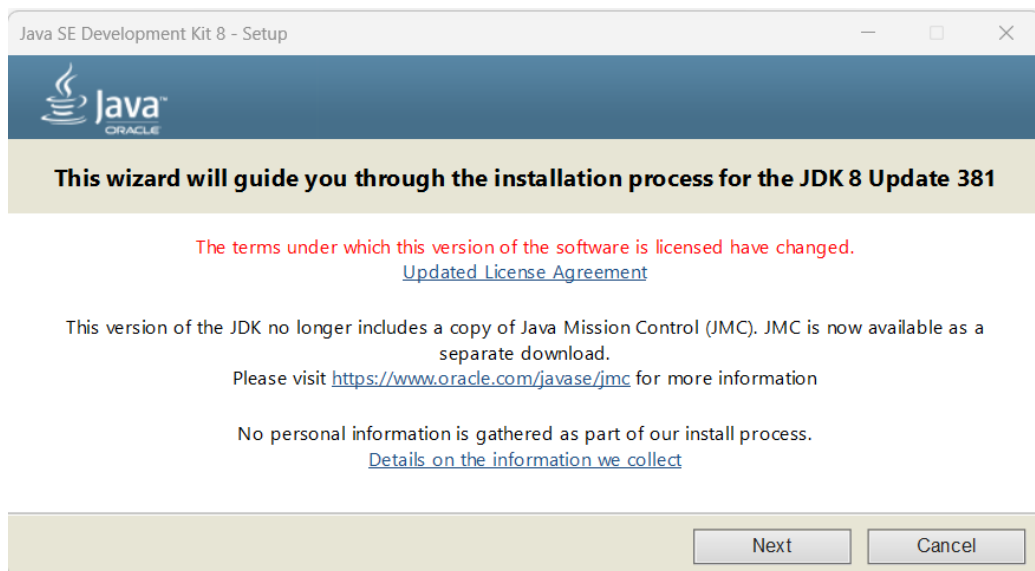 Java SE Development Kit 8 - Setup
Java™
ORACLE
This wizard will guide you through the installation process for the JDK 8 Update 381
The terms under which this version of the software is licensed have changed.
Updated License Agreement
This version of the JDK no longer includes a copy of Java Mission Control (JMC). JMC is now available as a
separate download.
Please visit https://www.oracle.com/javase/jmc for more information
No personal information is gathered as part of our install process.
Details on the information we collect
Next Cancel